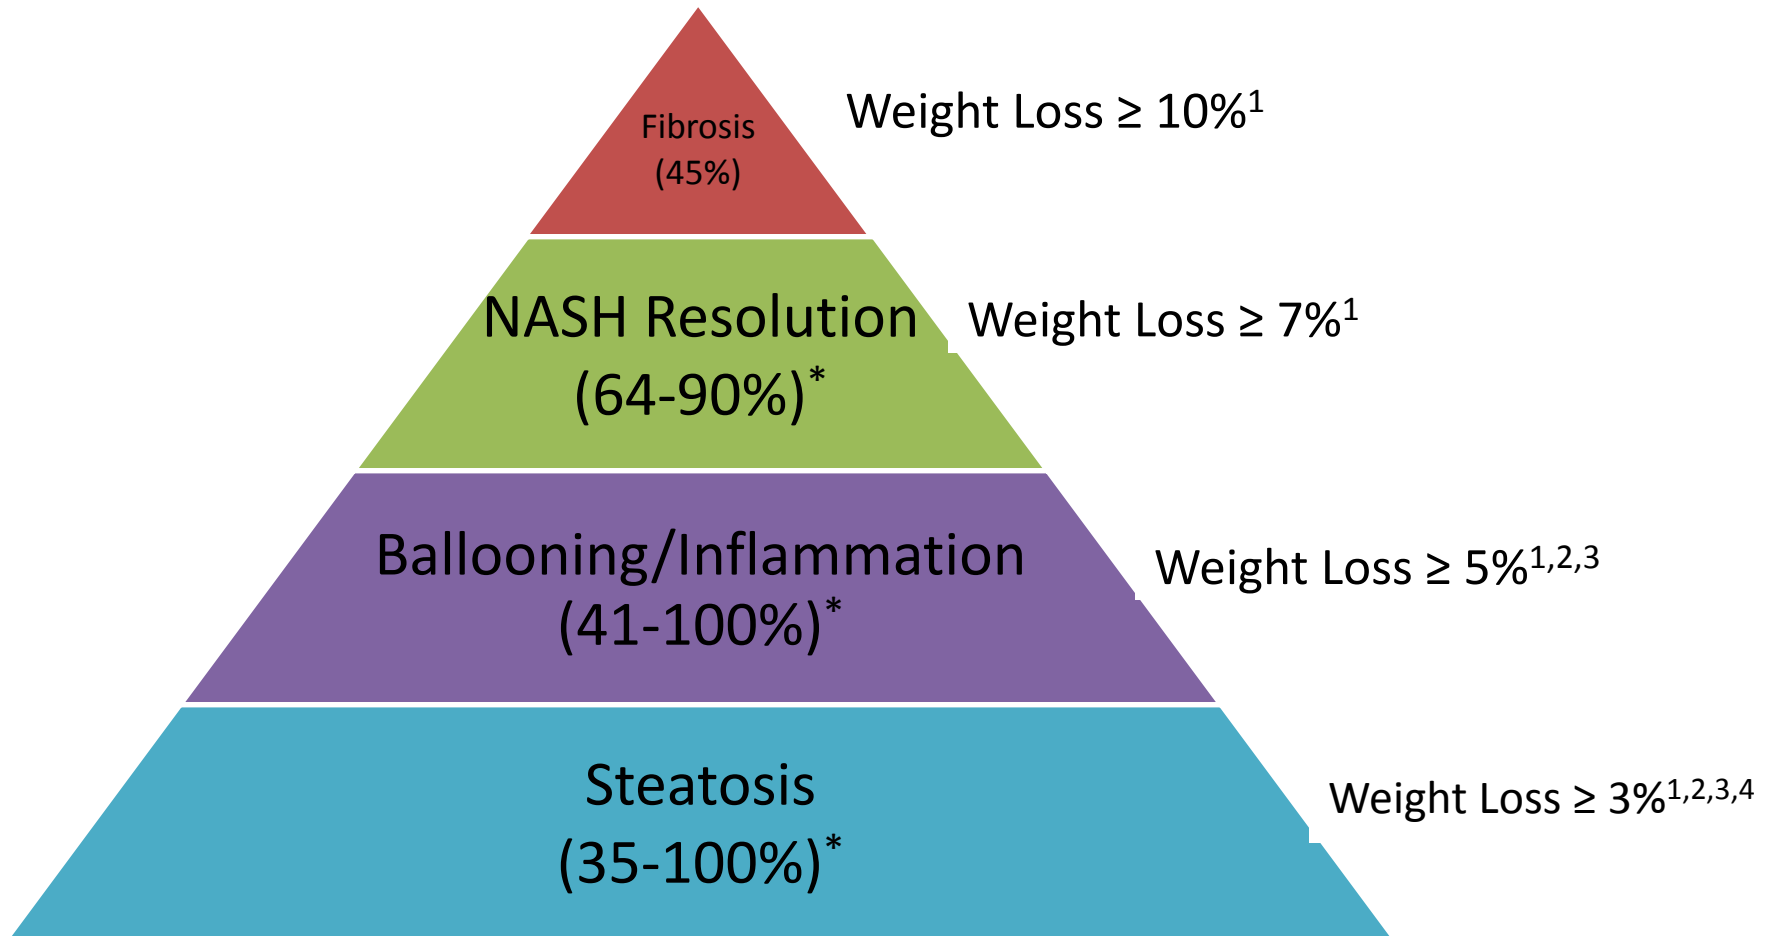 Fibrosis
(45%)
Weight Loss ≥ 10%¹
NASH Resolution
(64-90%)*
Weight Loss ≥ 7%¹
Ballooning/Inflammation
(41-100%)*
Weight Loss ≥ 5%¹,²,³
Steatosis
(35-100%)*
Weight Loss ≥ 3%¹,²,³,⁴